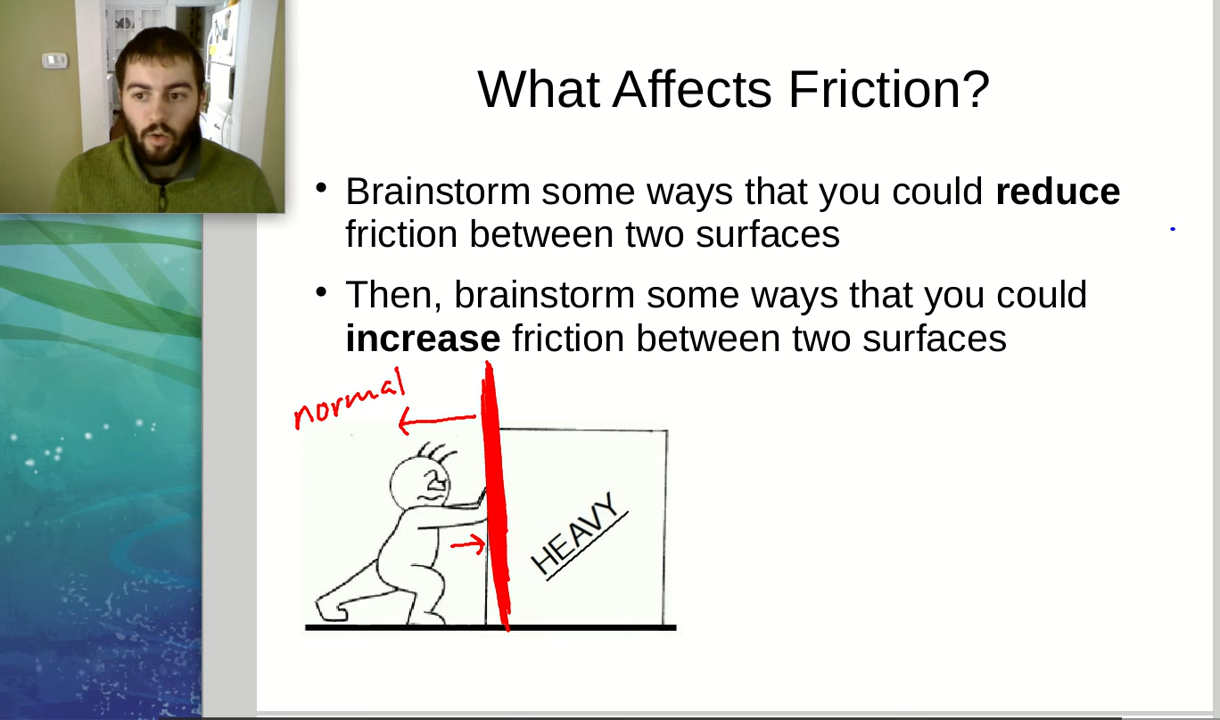 What Affects Friction?
• Brainstorm some ways that you could reduce
friction between two surfaces
• Then, brainstorm some ways that you could
increase friction between two surfaces
normal
HEAVY